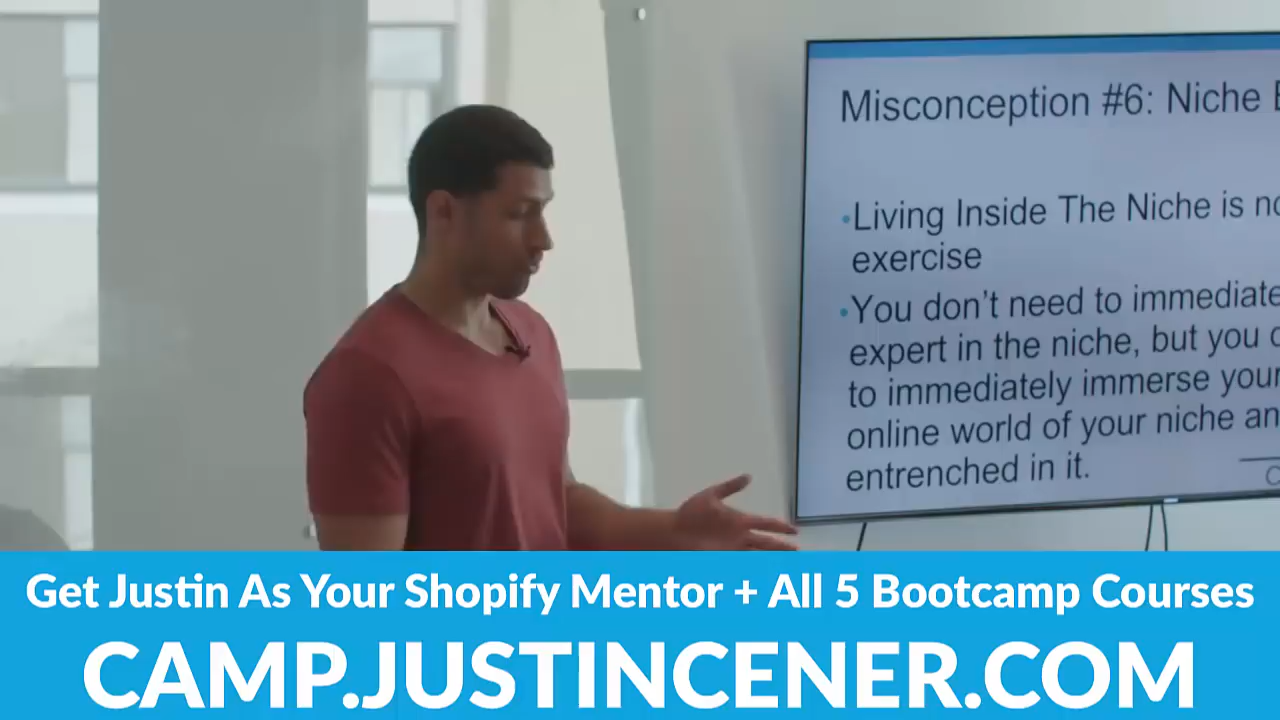 Misconception #6: Niche
•Living Inside The Niche is
exercise
•You don’t need to immediate
expert in the niche, but you
to immediately immerse your
online world of your niche an
entrenched in it.
Get Justin As Your Shopify Mentor + All 5 Bootcamp Courses
CAMP.JUSTINCENER.COM